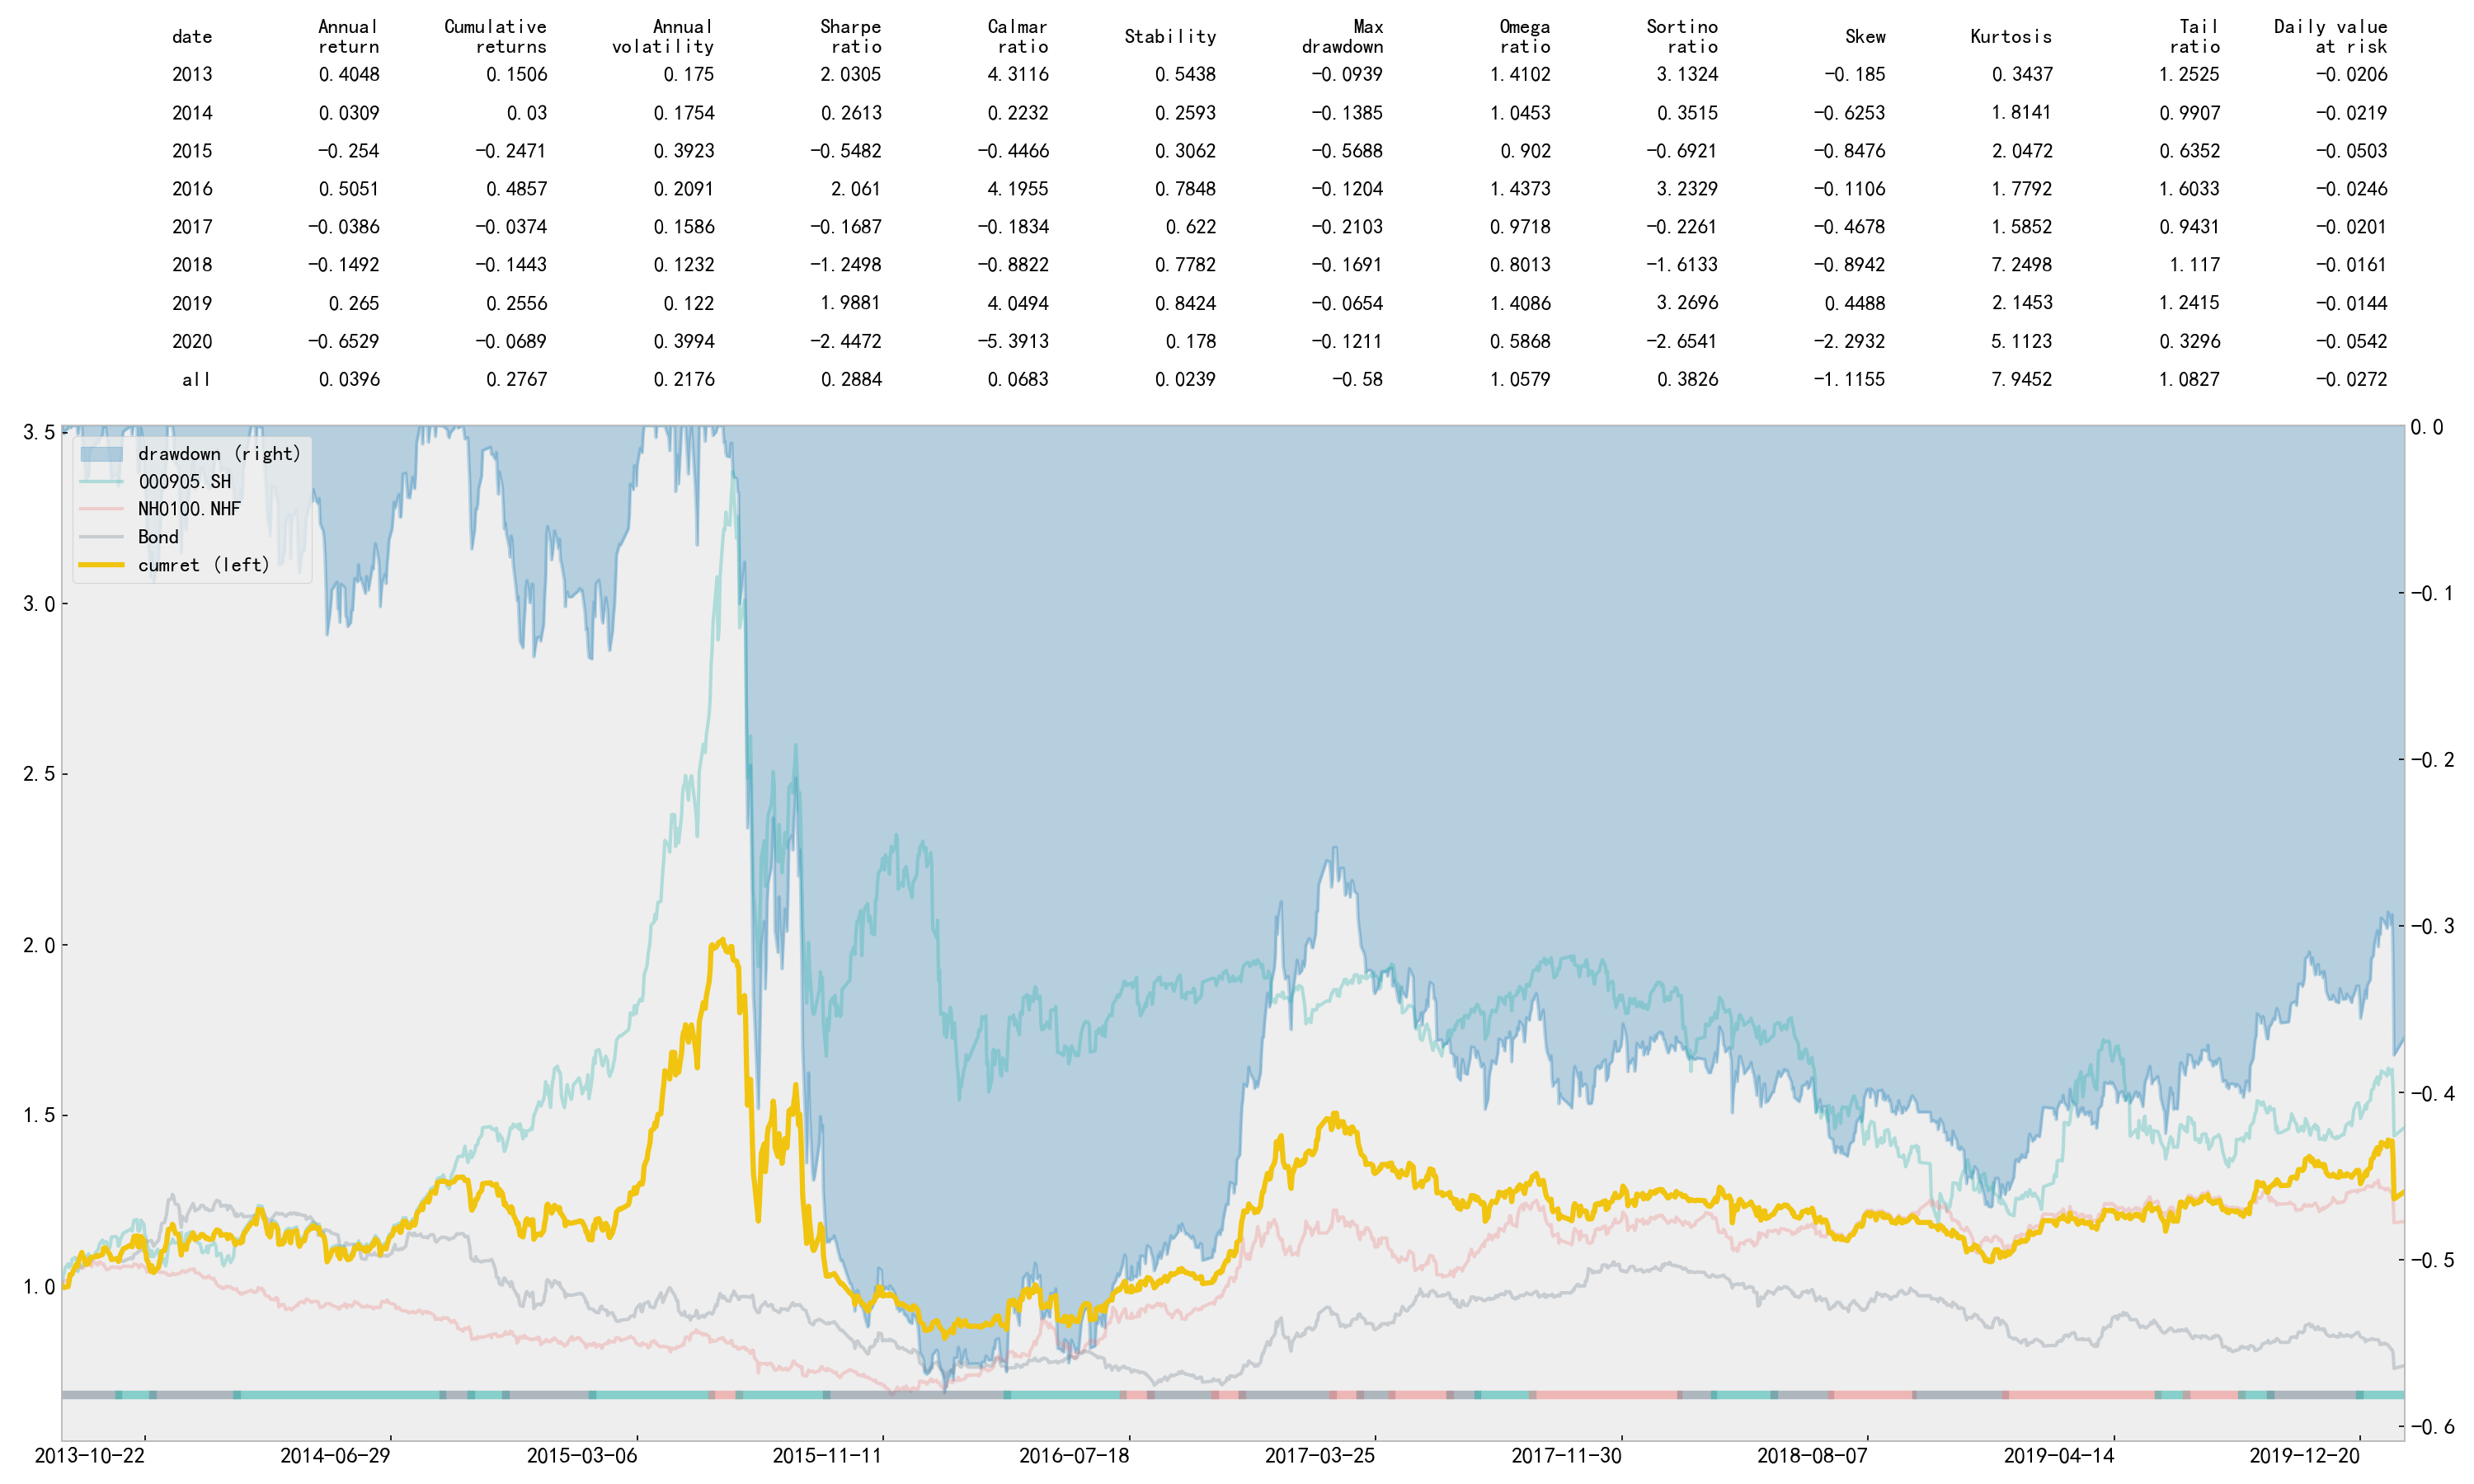 date Annual return Cumulative returns Annual volatility Sharpe ratio Calmar ratio Stability Max drawdown Omega ratio Sortino ratio Skew Kurtosis Tail ratio Daily value at risk
2013 0.4048 0.1506 0.175 2.0305 4.3116 0.5438 -0.0939 1.4102 3.1324 -0.185 0.3437 1.2525 -0.0206
2014 0.0309 0.03 0.1754 0.2613 0.2232 0.2593 -0.1385 1.0453 0.3515 -0.6253 1.8141 0.9907 -0.0219
2015 -0.254 -0.2471 0.3923 -0.5482 -0.4466 0.3062 -0.5688 0.902 -0.6921 -0.8476 2.0472 0.6352 -0.0503
2016 0.5051 0.4857 0.2091 2.061 4.1955 0.7848 -0.1204 1.4373 3.2329 -0.1106 1.7792 1.6033 -0.0246
2017 -0.0386 -0.0374 0.1586 -0.1687 -0.1834 0.622 -0.2103 0.9718 -0.2261 -0.4678 1.5852 0.9431 -0.0201
2018 -0.1492 -0.1443 0.1232 -1.2498 -0.8822 0.7782 -0.1691 0.8013 -1.6133 -0.8942 7.2498 1.117 -0.0161
2019 0.265 0.2556 0.122 1.9881 4.0494 0.8424 -0.0654 1.4086 3.2696 0.4488 2.1453 1.2415 -0.0144
2020 -0.6529 -0.0689 0.3994 -2.4472 -5.3913 0.178 -0.1211 0.5868 -2.6541 -2.2932 5.1123 0.3296 -0.0542
all 0.0396 0.2767 0.2176 0.2884 0.0683 0.0239 -0.58 1.0579 0.3826 -1.1155 7.9452 1.0827 -0.0272
3.5
3.0
2.5
2.0
1.5
1.0
drawdown (right)
000905.SH
NH0100.NHF
Bond
cumret (left)
0.0
-0.1
-0.2
-0.3
-0.4
-0.5
-0.6
2013-10-22 2014-06-29 2015-03-06 2015-11-11 2016-07-18 2017-03-25 2017-11-30 2018-08-07 2019-04-14 2019-12-20